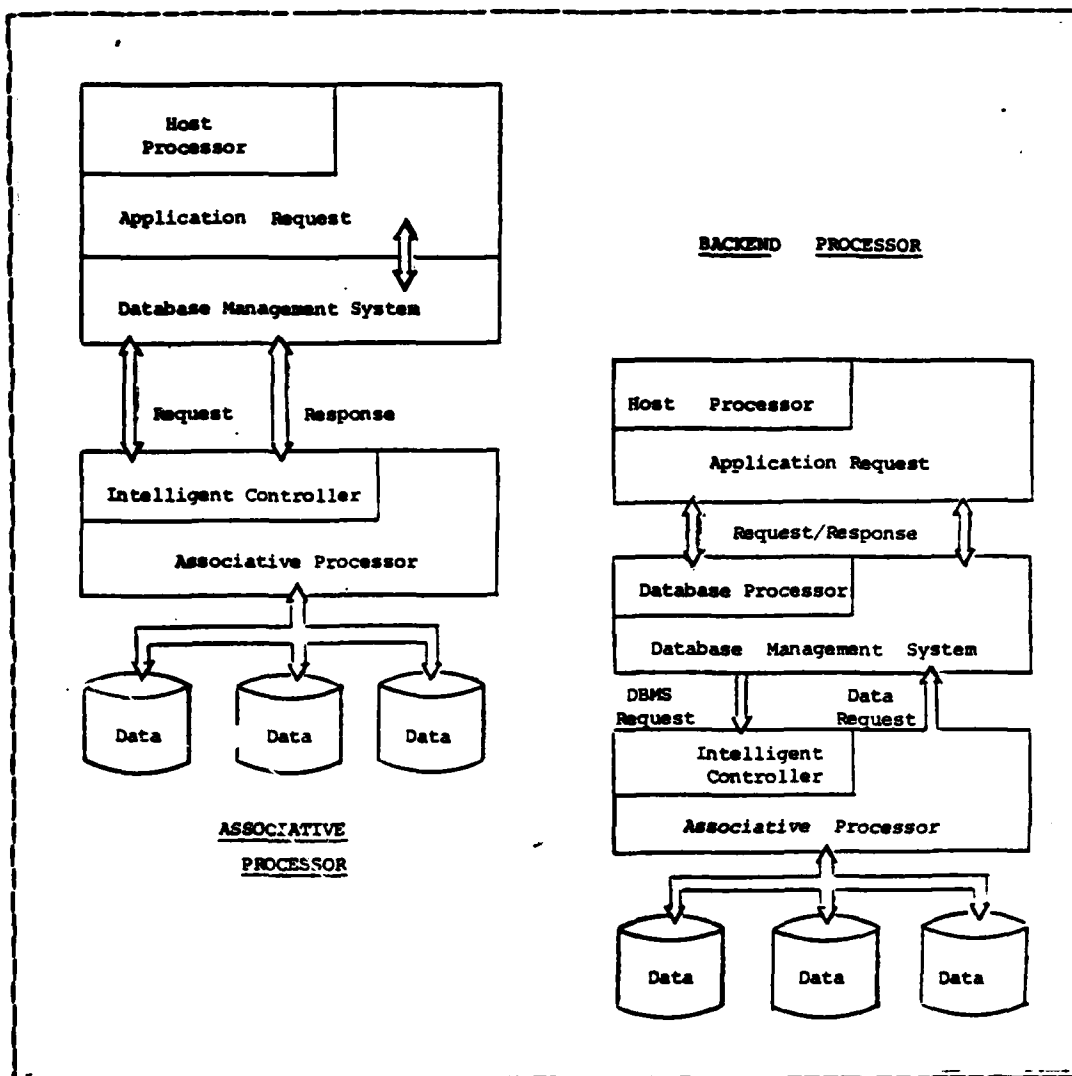 Host
Processor
Application Request
Database Management System
Request
Response
Intelligent Controller
Associative Processor
Data
Data
Data
ASSOCIATIVE
PROCESSOR
BACKEND PROCESSOR
Host Processor
Application Request
Request/Response
Database Processor
Database Management System
DBMS
Request
Data
Request
Intelligent
Controller
Associative Processor
Data
Data
Data